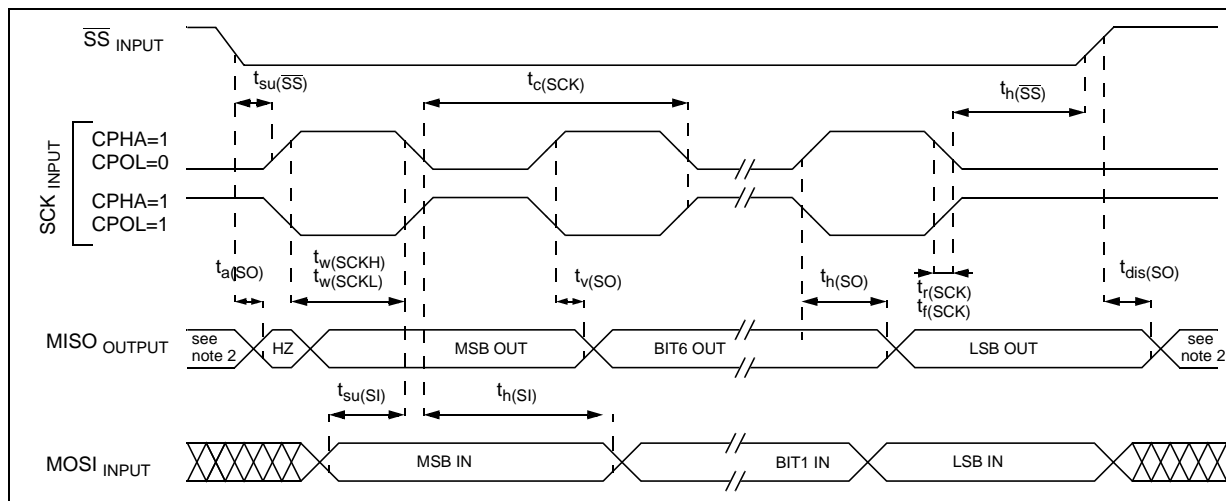 SS INPUT
tsu(SS)
tc(SCK)
th(SS)
SCK INPUT
CPHA=1
CPOL=0
CPHA=1
CPOL=1
ta(SO)
tw(SCKH)
tw(SCKL)
tv(SO)
th(SO)
tr(SCK)
tf(SCK)
tdis(SO)
MISO OUTPUT
see note 2
HZ
MSB OUT
BIT6 OUT
LSB OUT
see note 2
tsu(SI)
th(SI)
MOSI INPUT
MSB IN
BIT1 IN
LSB IN